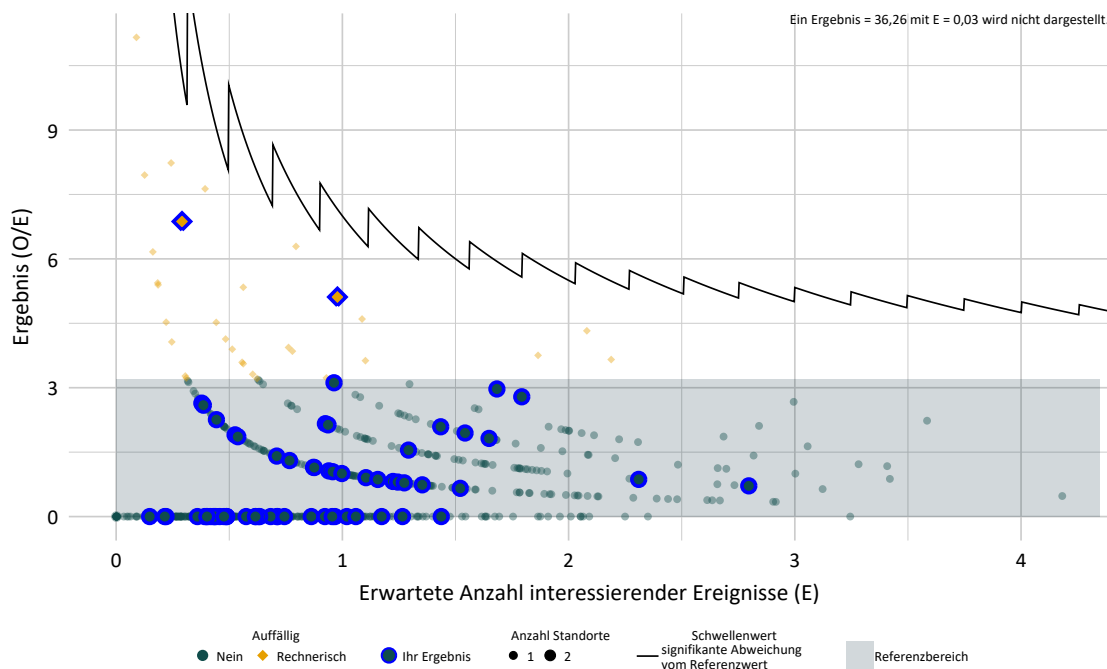 Ein Ergebnis = 36,26 mit E = 0,03 wird nicht dargestellt.
Ergebnis (O/E)
9
6
3
0
0 1 2 3 4
Erwartete Anzahl interessierender Ereignisse (E)
Auffällig
Nein Rechnerisch
Ihr Ergebnis
Anzahl Standorte
1 2
Schwellenwert
signifikante Abweichung
vom Referenzwert
Referenzbereich